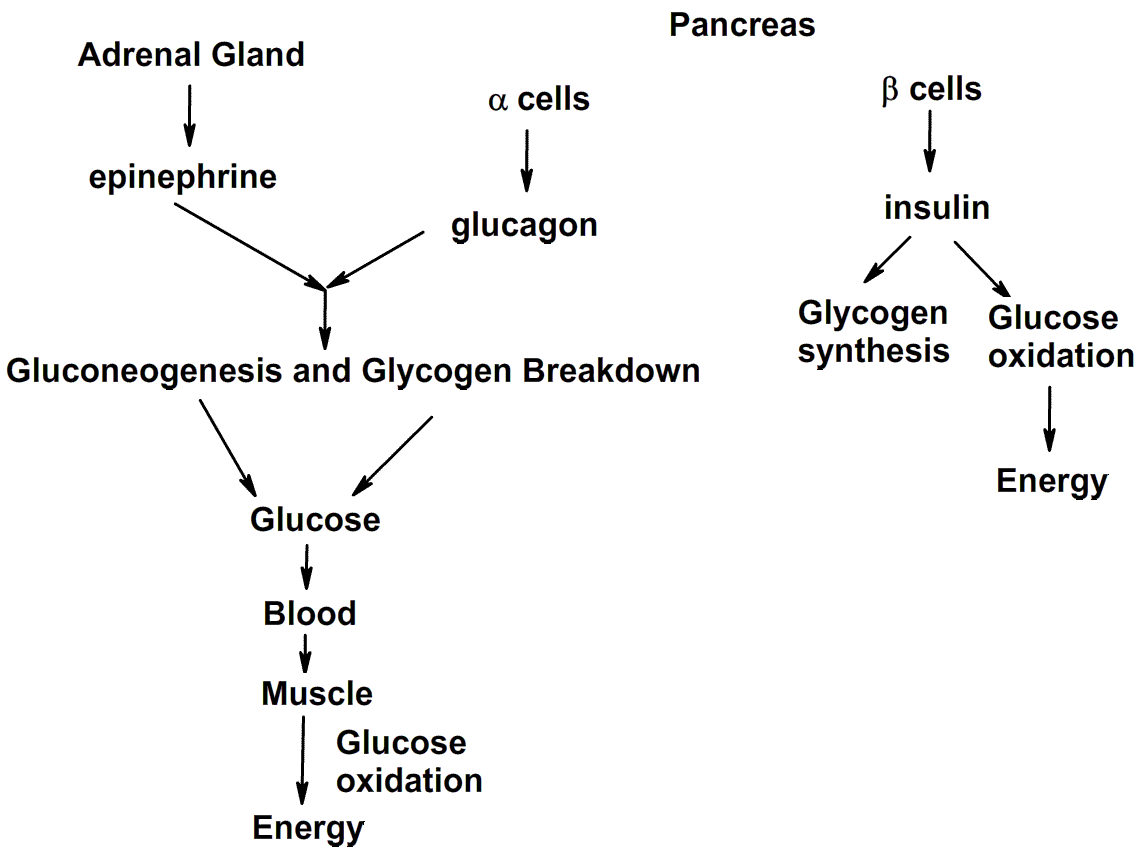 Pancreas
Adrenal Gland
α cells
β cells
epinephrine
glucagon
insulin
Glycogen
synthesis
Glucose
oxidation
Gluconeogenesis and Glycogen Breakdown
Energy
Glucose
Blood
Muscle
Glucose
oxidation
Energy